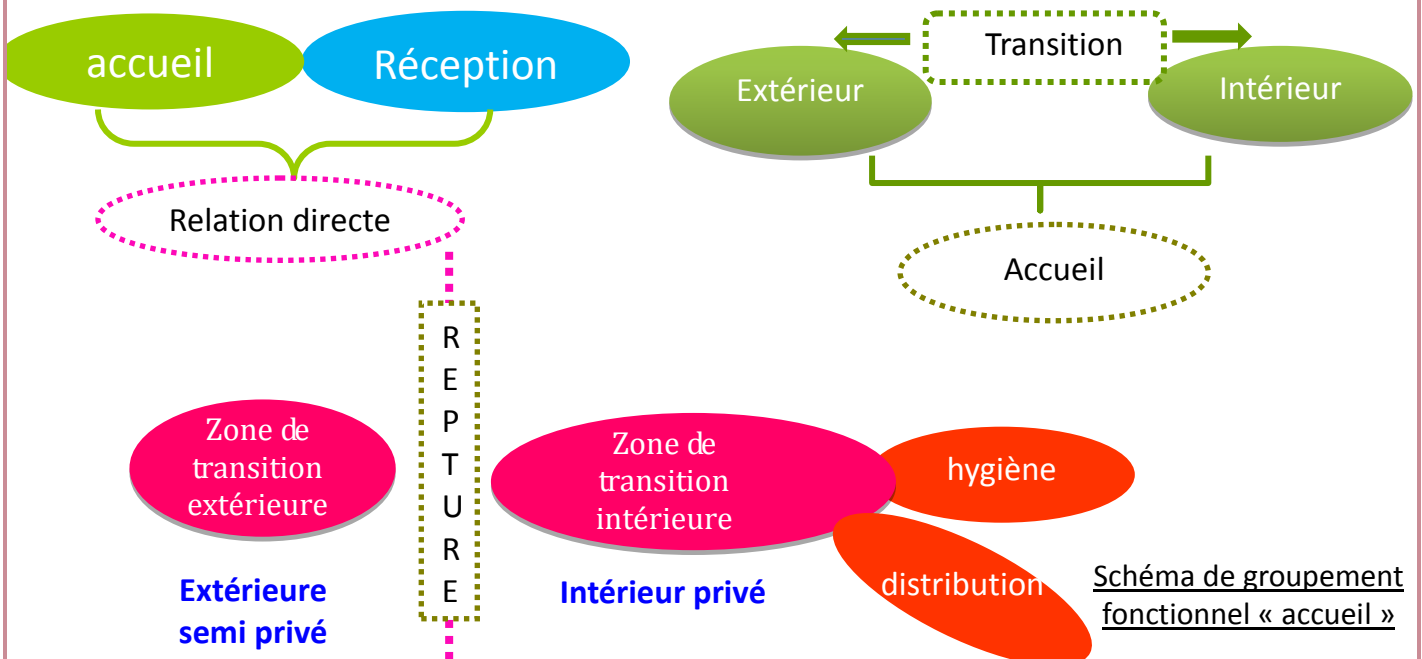 accueil
Réception
Relation directe
Transition
Extérieur
Intérieur
Accueil
R
E
P
T
U
R
E
Zone de
transition
extérieure
Zone de
transition
intérieure
hygiène
distribution
Extérieure
semi privé
Intérieur privé
Schéma de groupement
fonctionnel « accueil »